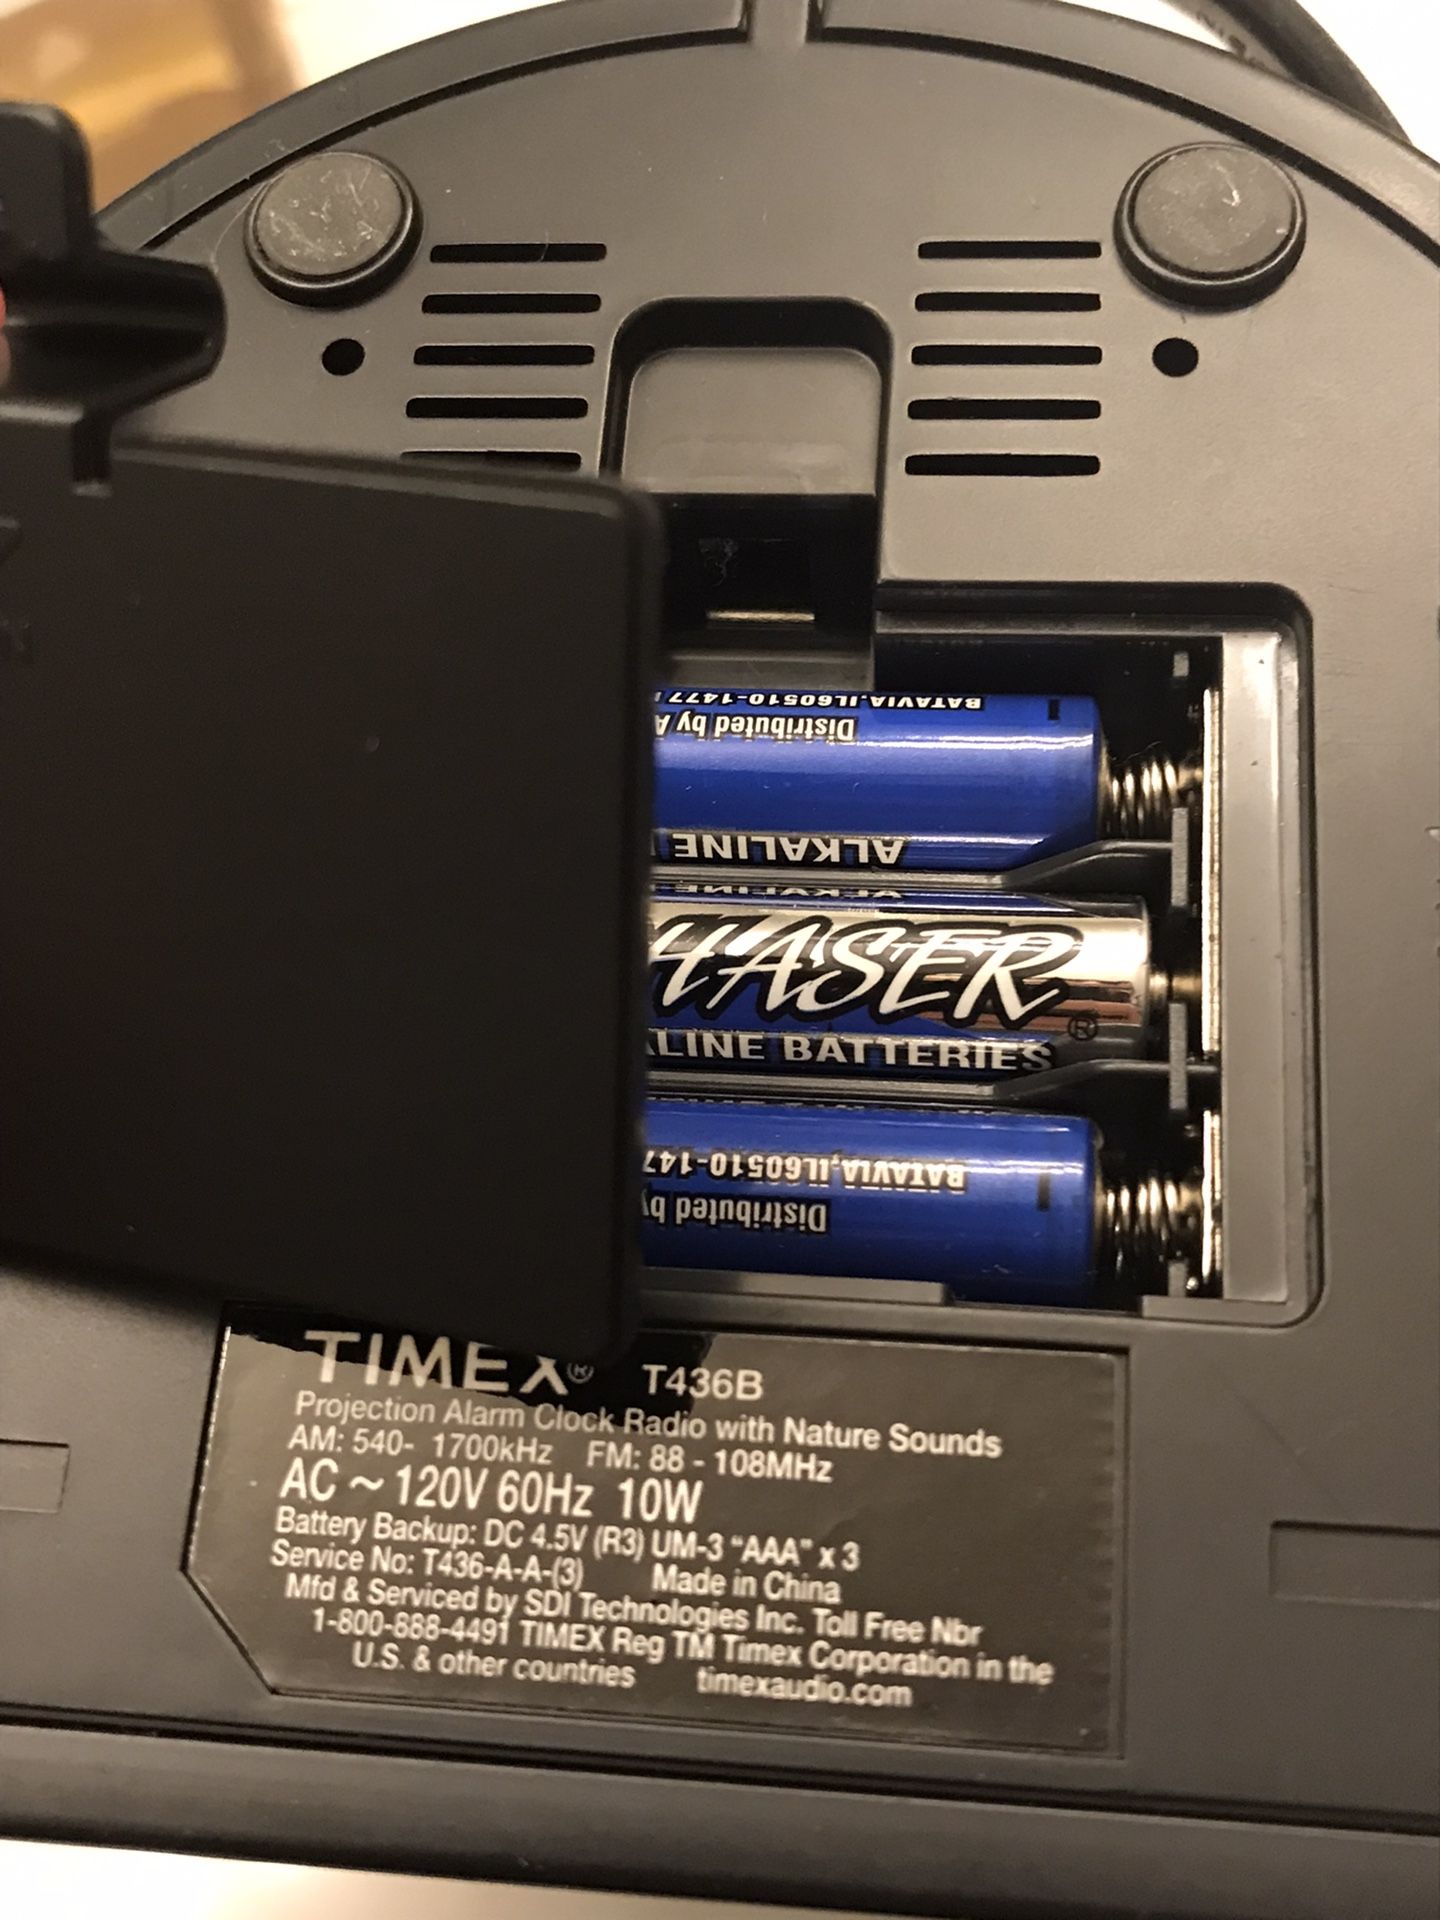 BATAVIA,IL60510-1477
Distributed by A
ALKALINE
ALKALINE
HASER®
LINE BATTERIES
BATAVIA,IL60510-147
Distributed b
TIMEX® T436B
Projection Alarm Clock Radio with Nature Sounds
AM: 540- 1700kHz FM: 88 - 108MHz
AC ~ 120V 60Hz 10W
Battery Backup: DC 4.5V (R3) UM-3 “AAA” x 3
Service No: T436-A-A-(3) Made in China
Mfd & Serviced by SDI Technologies Inc. Toll Free Nbr
1-800-888-4491 TIMEX Reg TM Timex Corporation in the
U.S. & other countries timexaudio.com